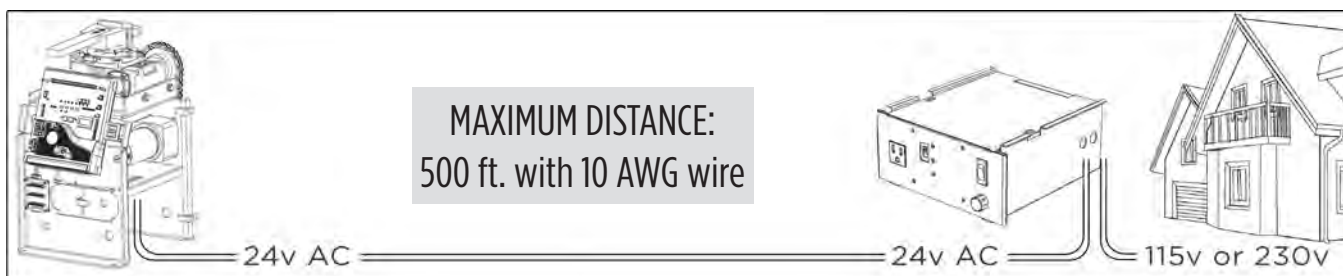 MAXIMUM DISTANCE:
500 ft. with 10 AWG wire
24v AC
24v AC
115v or 230v